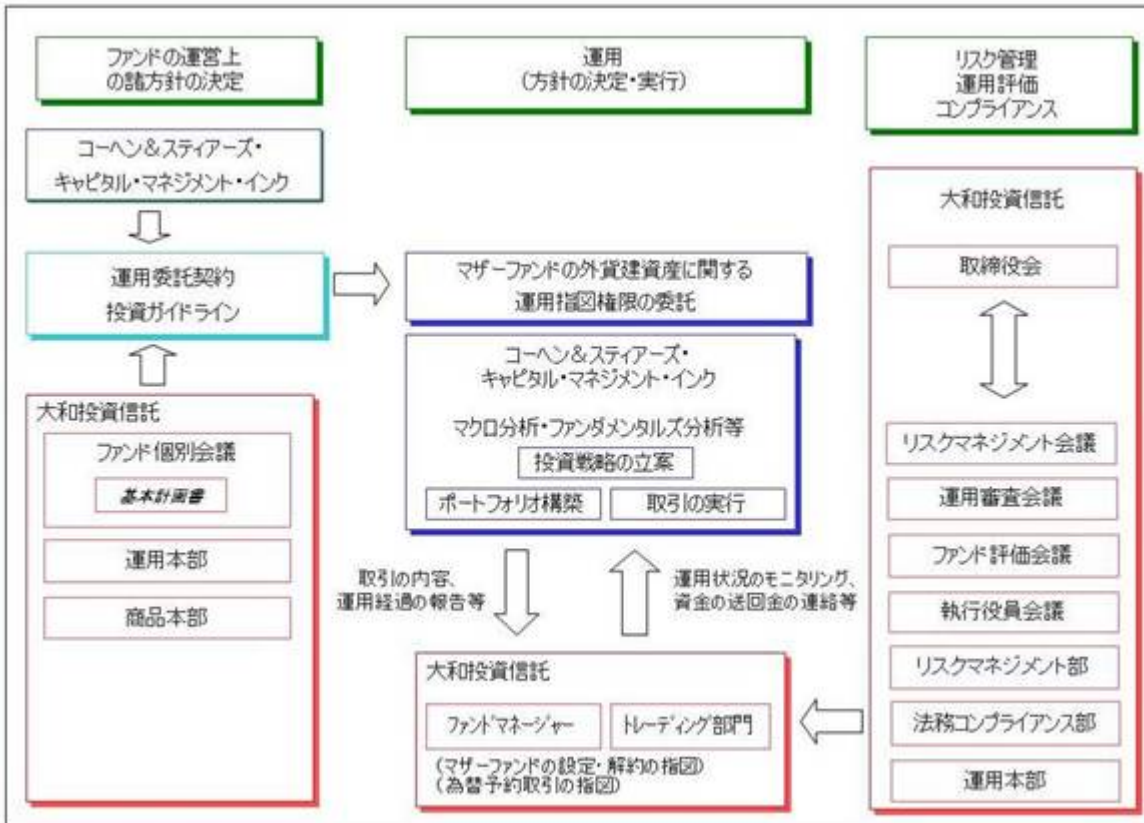 ファンドの運営上
の諸方針の決定
運用
(方針の決定・実行)
リスク管理
運用評価
コンプライアンス
コーヘン&スティアーズ・
キャピタル・マネジメント・インク
運用委託契約
投資ガイドライン
大和投資信託
ファンド個別会議
基本計画書
運用本部
商品本部
マザーファンドの外貨建資産に関する
運用指図権限の委託
コーヘン&スティアーズ・
キャピタル・マネジメント・インク
マクロ分析・ファンダメンタルズ分析等
投資戦略の立案
ポートフォリオ構築
取引の実行
取引の内容、
運用経過の報告等
運用状況のモニタリング、
資金の送回金の連絡等
大和投資信託
ファンドマネージャー
トレーディング部門
(マザーファンドの設定・解約の指図)
(為替予約取引の指図)
大和投資信託
取締役会
リスクマネジメント会議
運用審査会議
ファンド評価会議
執行役員会議
リスクマネジメント部
法務コンプライアンス部
運用本部